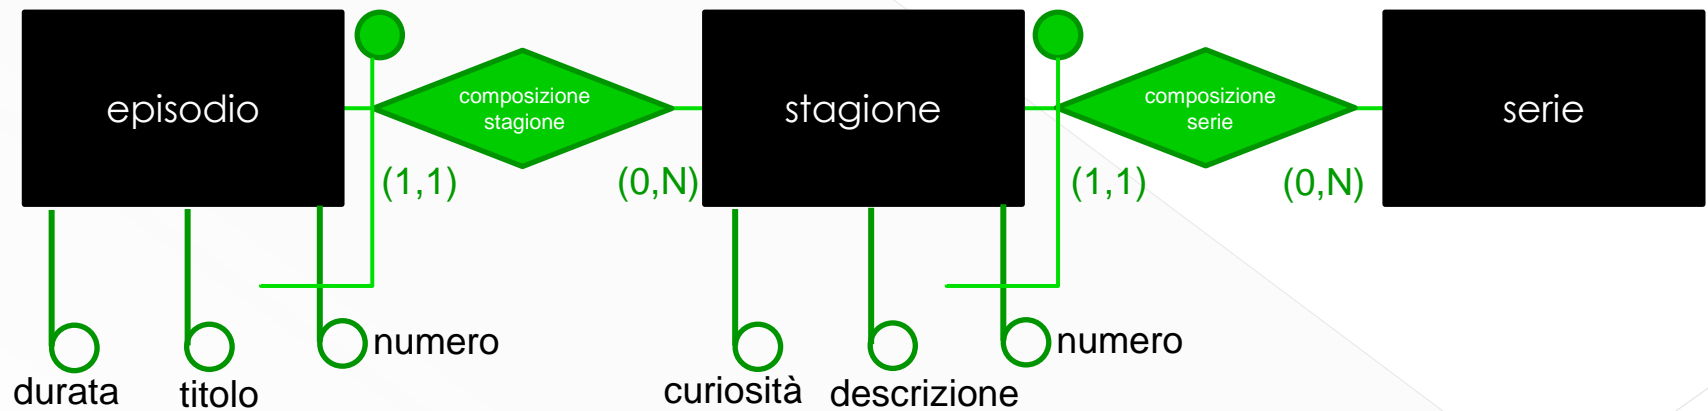 episodio
composizione
stagione
stagione
composizione
serie
serie
(1,1)
(0,N)
(1,1)
(0,N)
numero
numero
durata
titolo
curiosità
descrizione